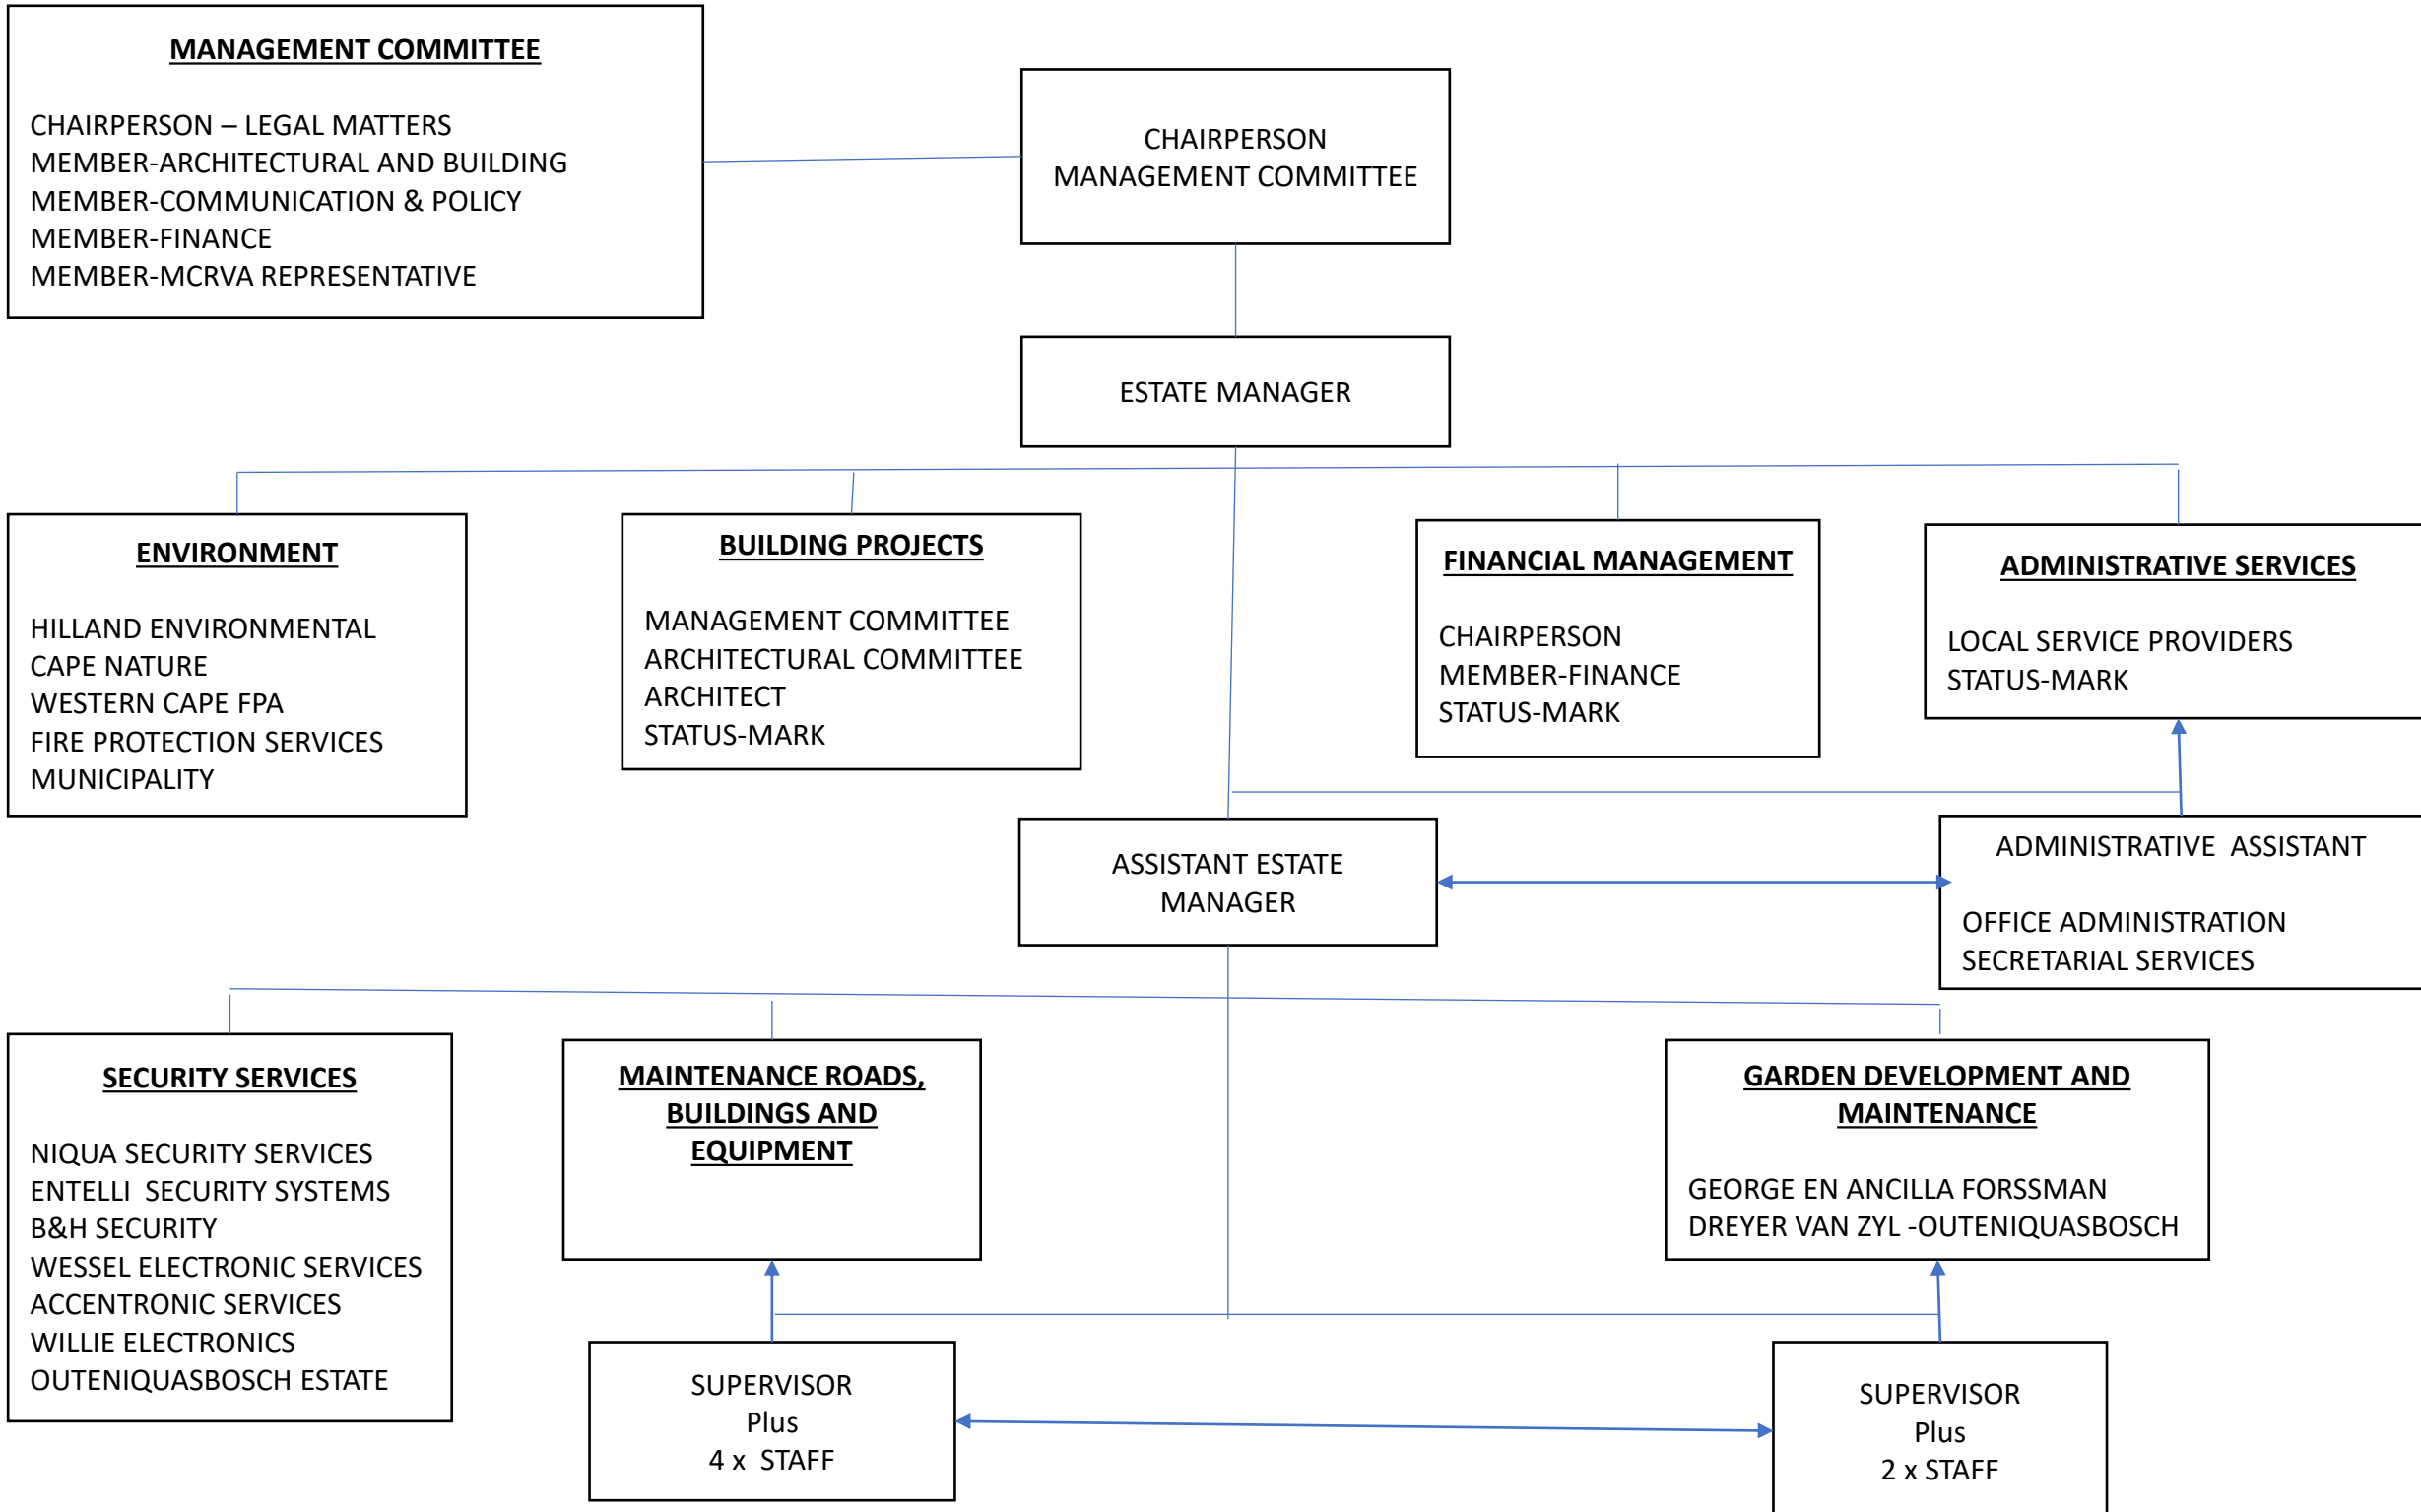 MANAGEMENT COMMITTEE
CHAIRPERSON – LEGAL MATTERS
MEMBER-ARCHITECTURAL AND BUILDING
MEMBER-COMMUNICATION & POLICY
MEMBER-FINANCE
MEMBER-MCRVA REPRESENTATIVE
CHAIRPERSON
MANAGEMENT COMMITTEE
ESTATE MANAGER
ENVIRONMENT
HILLAND ENVIRONMENTAL
CAPE NATURE
WESTERN CAPE FPA
FIRE PROTECTION SERVICES
MUNICIPALITY
BUILDING PROJECTS
MANAGEMENT COMMITTEE
ARCHITECTURAL COMMITTEE
ARCHITECT
STATUS-MARK
FINANCIAL MANAGEMENT
CHAIRPERSON
MEMBER-FINANCE
STATUS-MARK
ADMINISTRATIVE SERVICES
LOCAL SERVICE PROVIDERS
STATUS-MARK
ASSISTANT ESTATE
MANAGER
ADMINISTRATIVE  ASSISTANT
OFFICE ADMINISTRATION
SECRETARIAL SERVICES
SECURITY SERVICES
NIQUA SECURITY SERVICES
ENTELLI  SECURITY SYSTEMS
B&H SECURITY
WESSEL ELECTRONIC SERVICES
ACCENTRONIC SERVICES
WILLIE ELECTRONICS
OUTENIQUASBOSCH ESTATE
MAINTENANCE ROADS,
BUILDINGS AND
EQUIPMENT
GARDEN DEVELOPMENT AND
MAINTENANCE
GEORGE EN ANCILLA FORSSMAN
DREYER VAN ZYL -OUTENIQUASBOSCH
SUPERVISOR
Plus
4 x  STAFF
SUPERVISOR
Plus
2 x STAFF